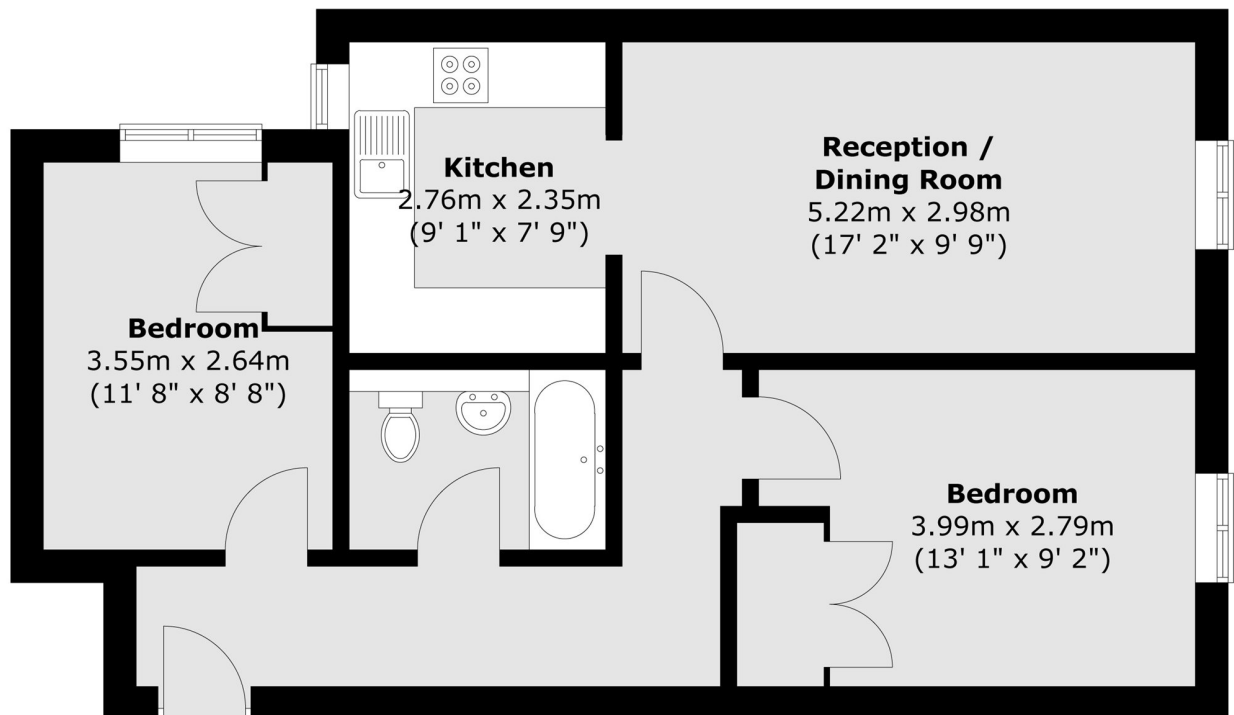 Kitchen
2.76m x 2.35m
(9' 1" x 7' 9")
Reception /
Dining Room
5.22m x 2.98m
(17' 2" x 9' 9")
Bedroom
3.55m x 2.64m
(11' 8" x 8' 8")
Bedroom
3.99m x 2.79m
(13' 1" x 9' 2")